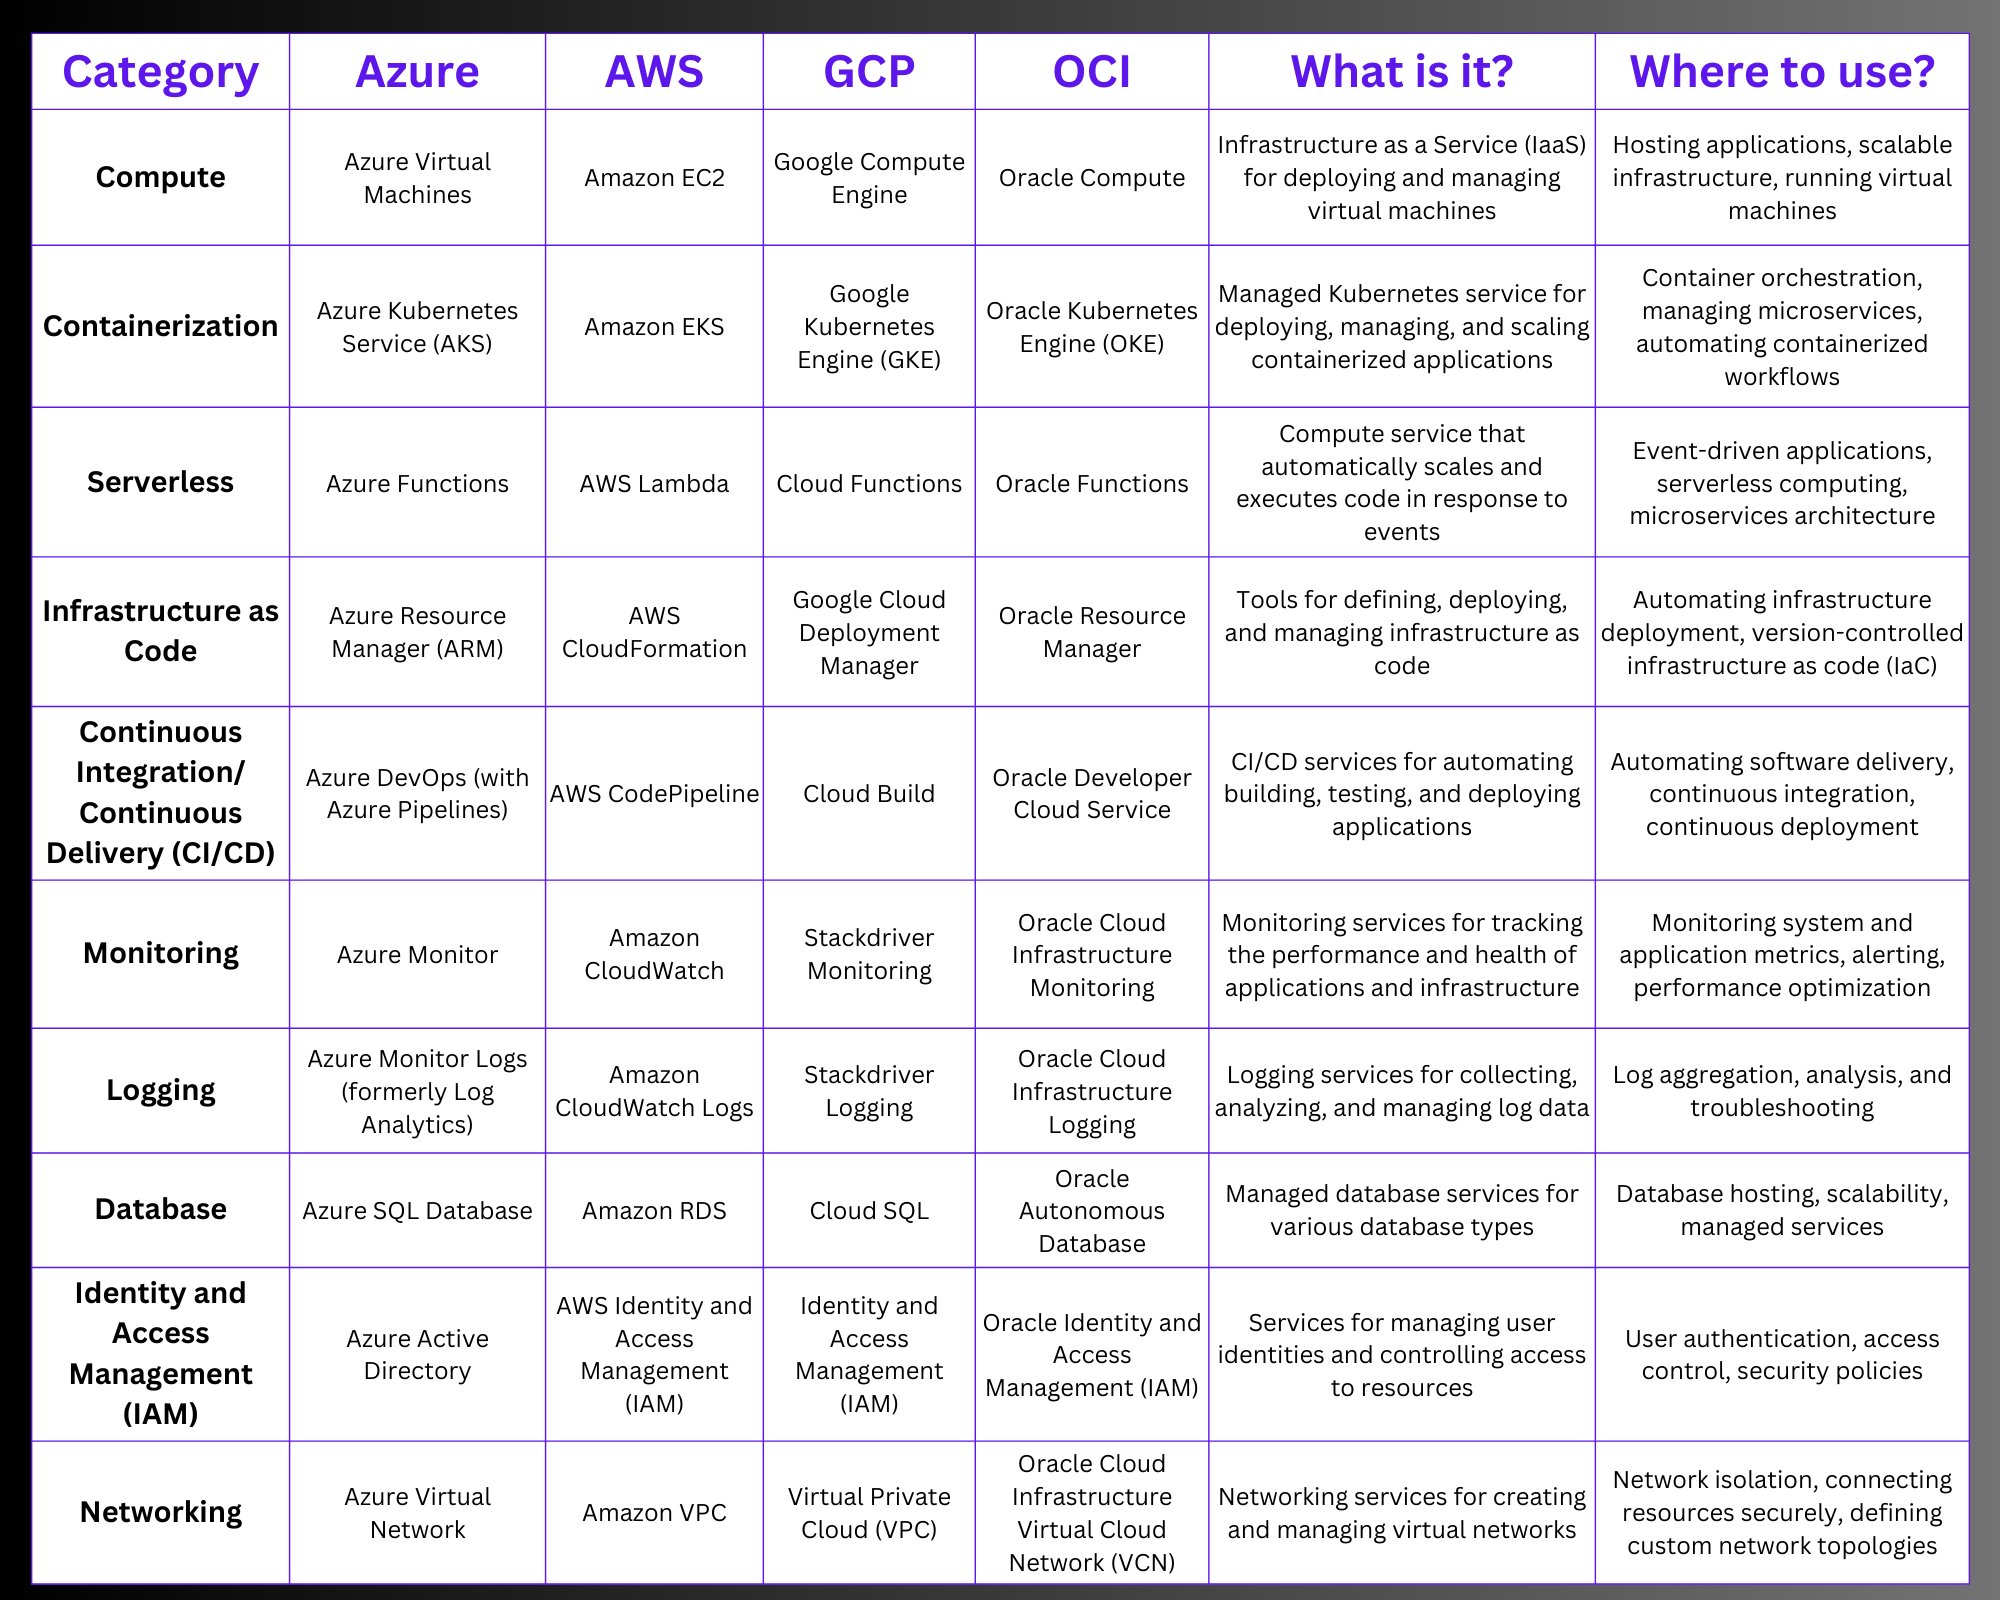 Category
Azure
AWS
GCP
OCI
What is it?
Where to use?
Compute
Azure Virtual
Machines
Amazon EC2
Google Compute
Engine
Oracle Compute
Infrastructure as a Service (IaaS)
for deploying and managing
virtual machines
Hosting applications, scalable
infrastructure, running virtual
machines
Containerization
Azure Kubernetes
Service (AKS)
Amazon EKS
Google
Kubernetes
Engine (GKE)
Oracle Kubernetes
Engine (OKE)
Managed Kubernetes service for
deploying, managing, and scaling
containerized applications
Container orchestration,
managing microservices,
automating containerized
workflows
Serverless
Azure Functions
AWS Lambda
Cloud Functions
Oracle Functions
Compute service that
automatically scales and
executes code in response to
events
Event-driven applications,
serverless computing,
microservices architecture
Infrastructure as
Code
Azure Resource
Manager (ARM)
AWS
CloudFormation
Google Cloud
Deployment
Manager
Oracle Resource
Manager
Tools for defining, deploying,
and managing infrastructure as
code
Automating infrastructure
deployment, version-controlled
infrastructure as code (IaC)
Continuous
Integration/
Continuous
Delivery (CI/CD)
Azure DevOps (with
Azure Pipelines)
AWS CodePipeline
Cloud Build
Oracle Developer
Cloud Service
CI/CD services for automating
building, testing, and deploying
applications
Automating software delivery,
continuous integration,
continuous deployment
Monitoring
Azure Monitor
Amazon
CloudWatch
Stackdriver
Monitoring
Oracle Cloud
Infrastructure
Monitoring
Monitoring services for tracking
the performance and health of
applications and infrastructure
Monitoring system and
application metrics, alerting,
performance optimization
Logging
Azure Monitor Logs
(formerly Log
Analytics)
Amazon
CloudWatch Logs
Stackdriver
Logging
Oracle Cloud
Infrastructure
Logging
Logging services for collecting,
analyzing, and managing log data
Log aggregation, analysis, and
troubleshooting
Database
Azure SQL Database
Amazon RDS
Cloud SQL
Oracle
Autonomous
Database
Managed database services for
various database types
Database hosting, scalability,
managed services
Identity and
Access
Management
(IAM)
Azure Active
Directory
AWS Identity and
Access
Management
(IAM)
Identity and
Access
Management
(IAM)
Oracle Identity and
Access
Management (IAM)
Services for managing user
identities and controlling access
to resources
User authentication, access
control, security policies
Networking
Azure Virtual
Network
Amazon VPC
Virtual Private
Cloud (VPC)
Oracle Cloud
Infrastructure
Virtual Cloud
Network (VCN)
Networking services for creating
and managing virtual networks
Network isolation, connecting
resources securely, defining
custom network topologies